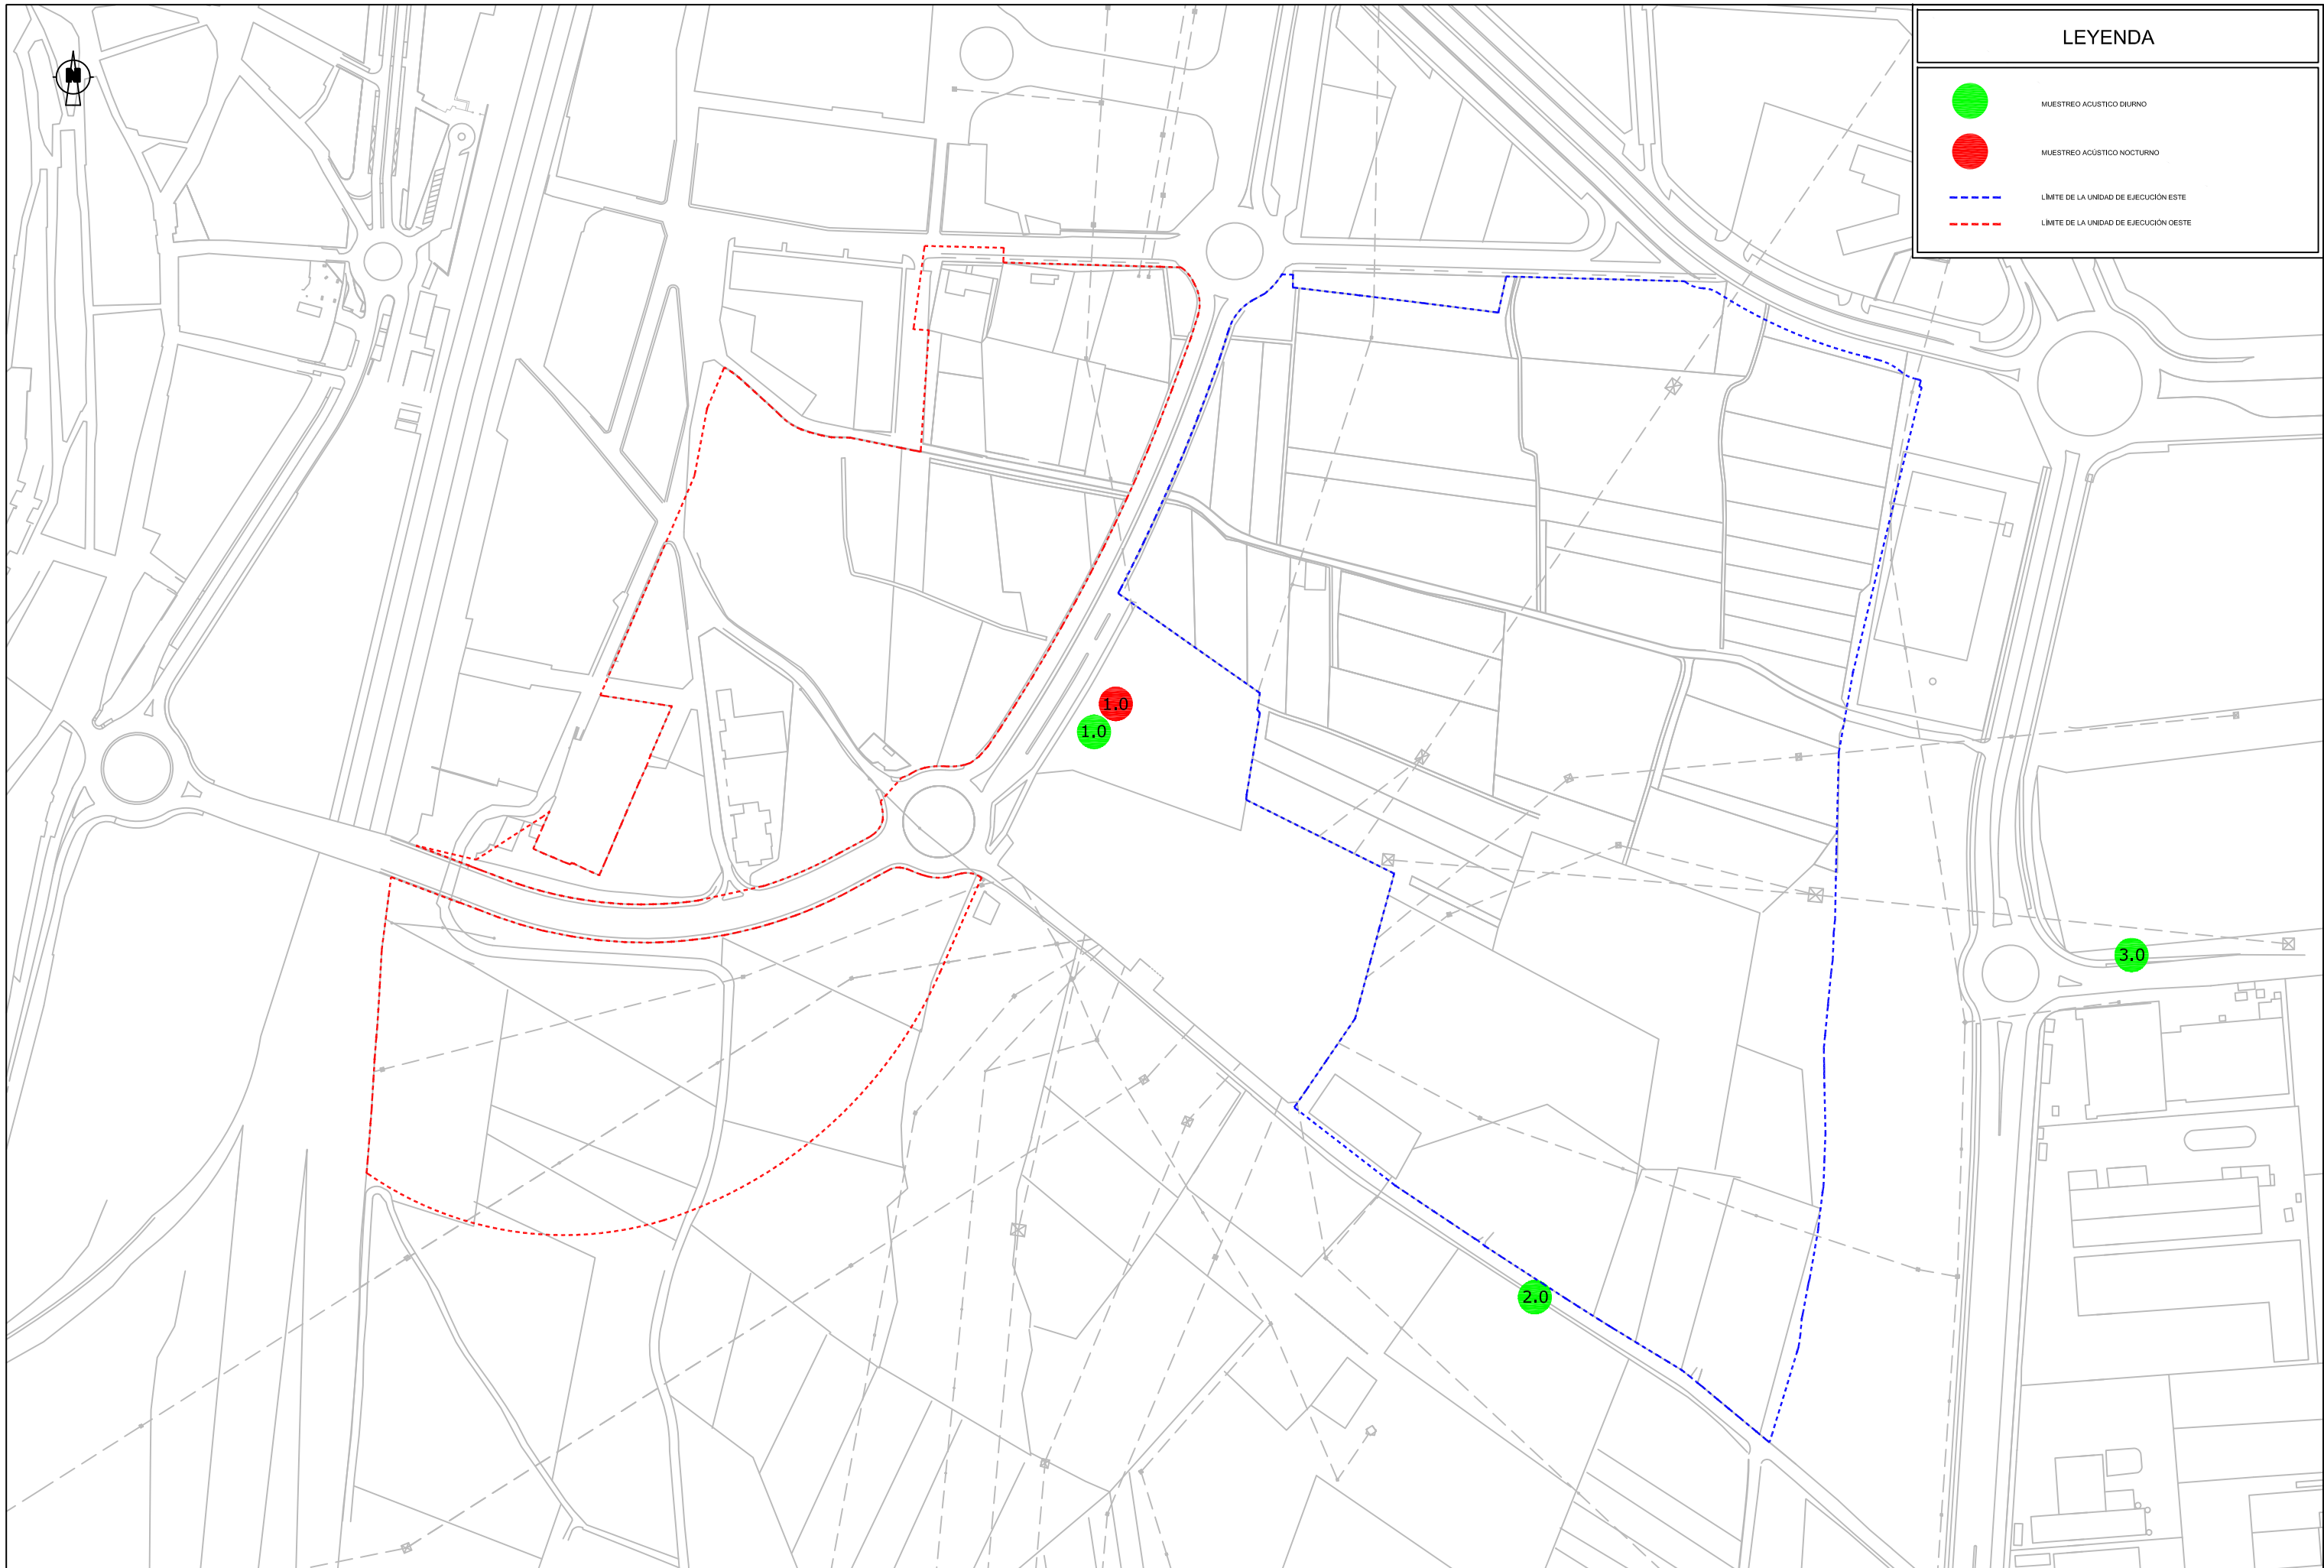 LEYENDA
MUESTREO ACUSTICO DIURNO
MUESTREO ACÚSTICO NOCTURNO
LÍMITE DE LA UNIDAD DE EJECUCIÓN ESTE
LÍMITE DE LA UNIDAD DE EJECUCIÓN OESTE
N
1.0
1.0
3.0
2.0